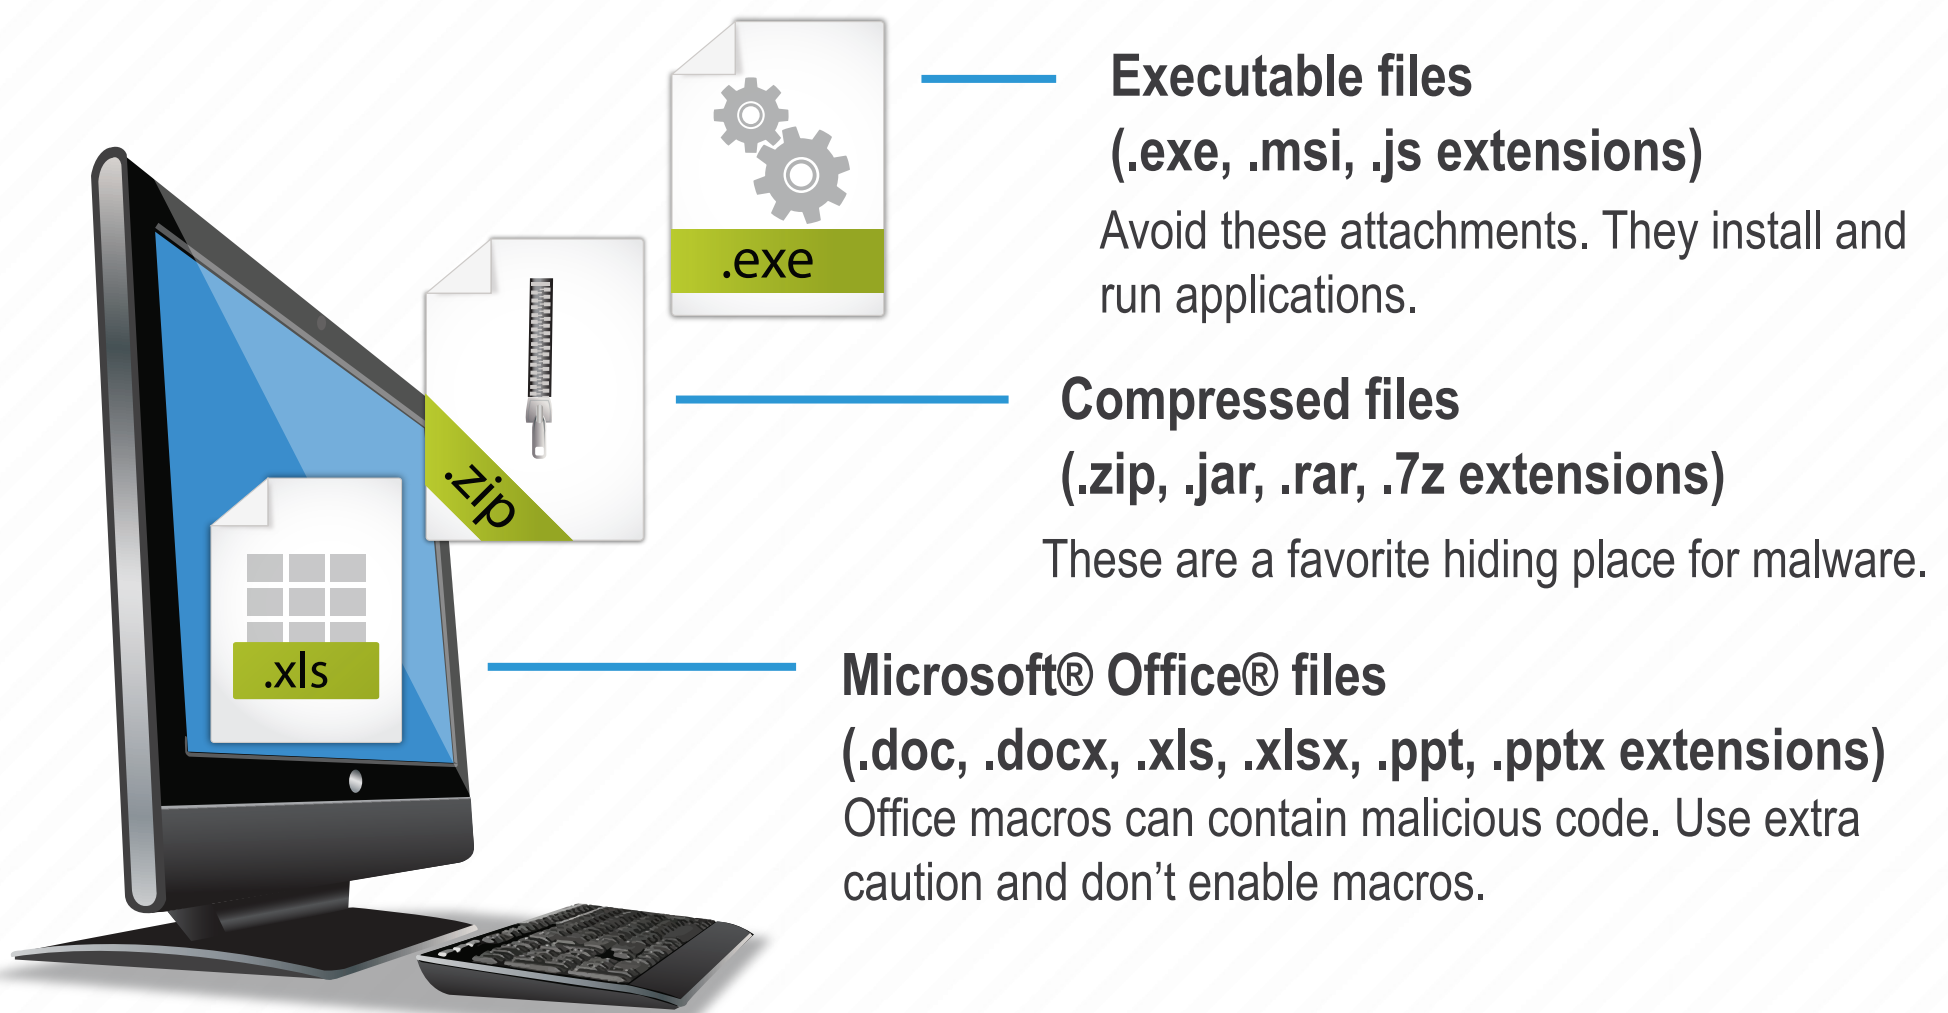 .exe
Executable files
(.exe, .msi, .js extensions)
Avoid these attachments. They install and
run applications.
.zip
Compressed files
(.zip, .jar, .rar, .7z extensions)
These are a favorite hiding place for malware.
.xls
Microsoft® Office® files
(.doc, .docx, .xls, .xlsx, .ppt, .pptx extensions)
Office macros can contain malicious code. Use extra
caution and don’t enable macros.